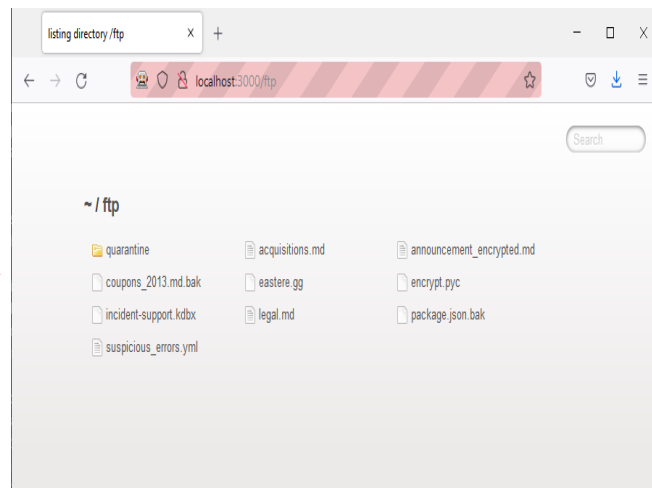 listing directory /ftp
localhost:3000/ftp
Search
~ / ftp
quarantine acquisitions.md announcement_encrypted.md
coupons_2013.md.bak eastere.gg encrypt.pyc
incident-support.kdbx legal.md package.json.bak
suspicious_errors.yml